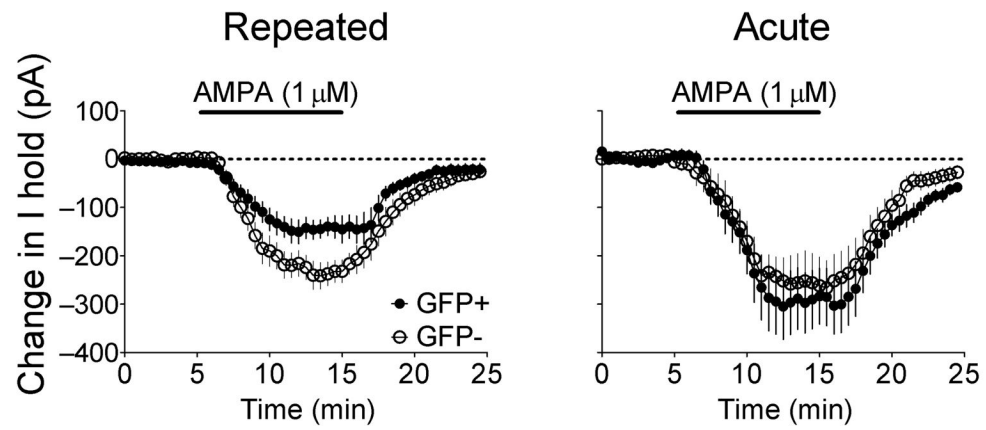 Repeated
Acute
Change in I hold (pA)
AMPA (1 μM)
100
0
–100
–200
–300
–400
GFP+
GFP-
0 5 10 15 20 25
Time (min)
AMPA (1 μM)
0 5 10 15 20 25
Time (min)